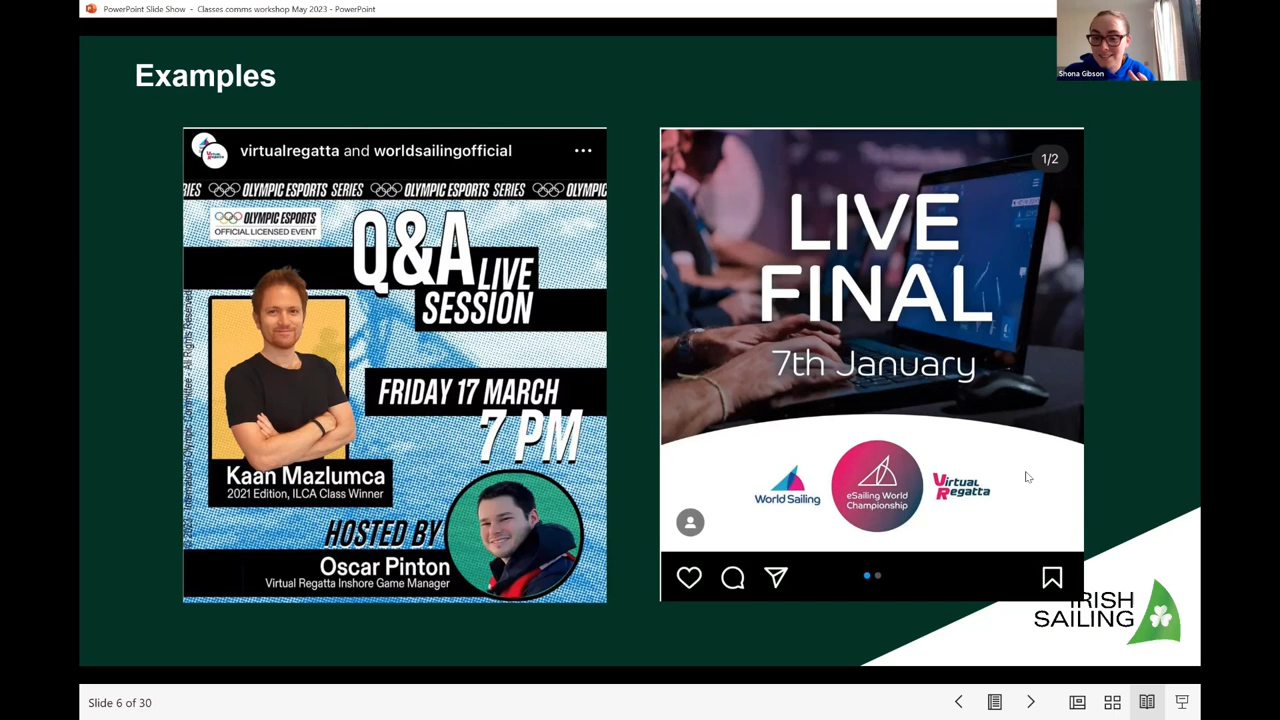 PowerPoint Slide Show - Classes comms workshop May 2023 - PowerPoint
Shona Gibson
Examples
virtualregatta and worldsailingofficial
OLYMPIC ESPORTS SERIES OLYMPIC ESPORTS SERIES
OLYMPIC ESPORTS
OFFICIAL LICENSED EVENT
Q&A LIVE
SESSION
All Rights Reserved
FRIDAY 17 MARCH
7 PM
Kaan Mazlumca
2021 Edition, ILCA Class Winner
HOSTED BY
Oscar Pinton
Virtual Regatta Inshore Game Manager
1/2
LIVE
FINAL
7th January
World Sailing
eSailing World
Championship
Virtual
Regatta
IRISH
SAILING
Slide 6 of 30